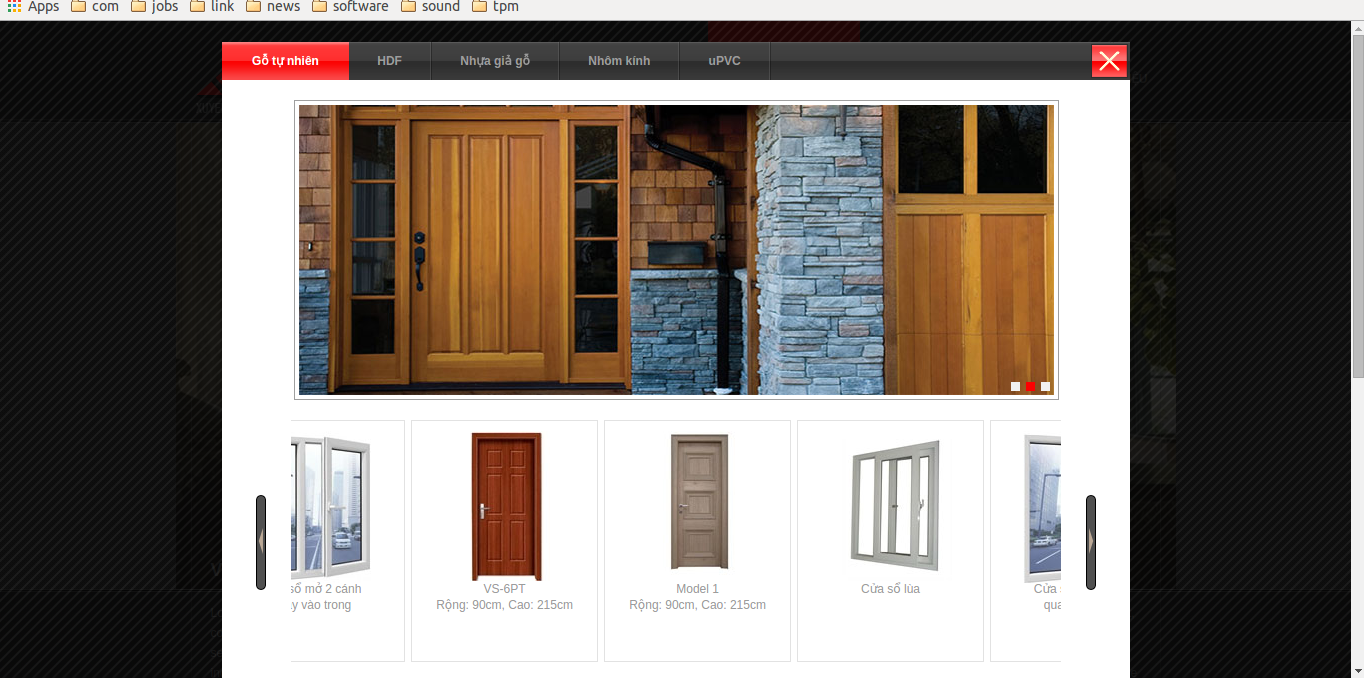 Apps com jobs link news software sound tpm
Gỗ tự nhiên HDF Nhựa giả gỗ Nhôm kính uPVC
sổ mở 2 cánh
vào trong
VS-6PT
Rộng: 90cm, Cao: 215cm
Model 1
Rộng: 90cm, Cao: 215cm
Cửa sổ lùa
Cửa